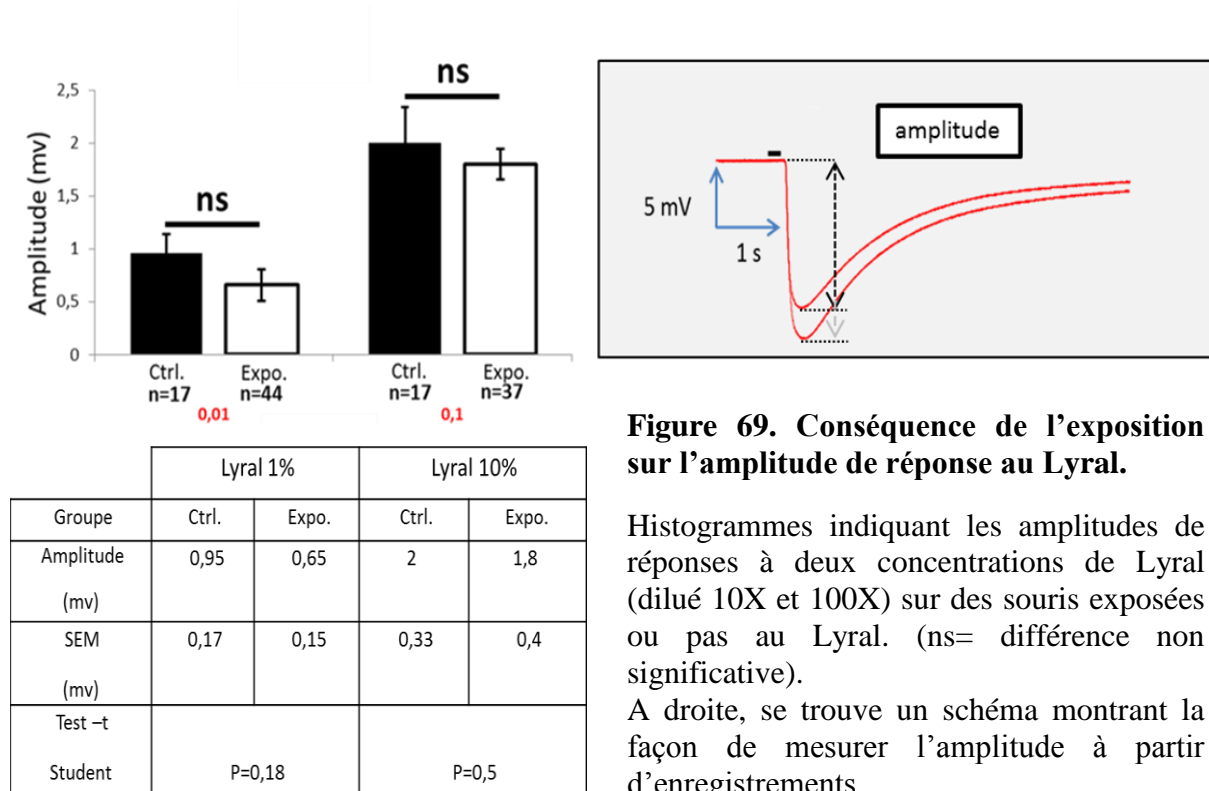 ns
ns
2,5
2
1,5
1
0,5
0
Amplitude (mv)
Ctrl. Expo. Ctrl. Expo.
n=17 n=44 n=17 n=37
0,01 0,1
amplitude
5 mV
1 s
Lyral 1% Lyral 10%
Groupe Ctrl. Expo. Ctrl. Expo.
Amplitude 0,95 0,65 2 1,8
(mv)
SEM 0,17 0,15 0,33 0,4
(mv)
Test –t
Student P=0,18 P=0,5
Figure 69. Conséquence de l'exposition
sur l'amplitude de réponse au Lyral.
Histogrammes indiquant les amplitudes de
réponses à deux concentrations de Lyral
(dilué 10X et 100X) sur des souris exposées
ou pas au Lyral. (ns= différence non
significative).
A droite, se trouve un schéma montrant la
façon de mesurer l'amplitude à partir
d'enregistrements